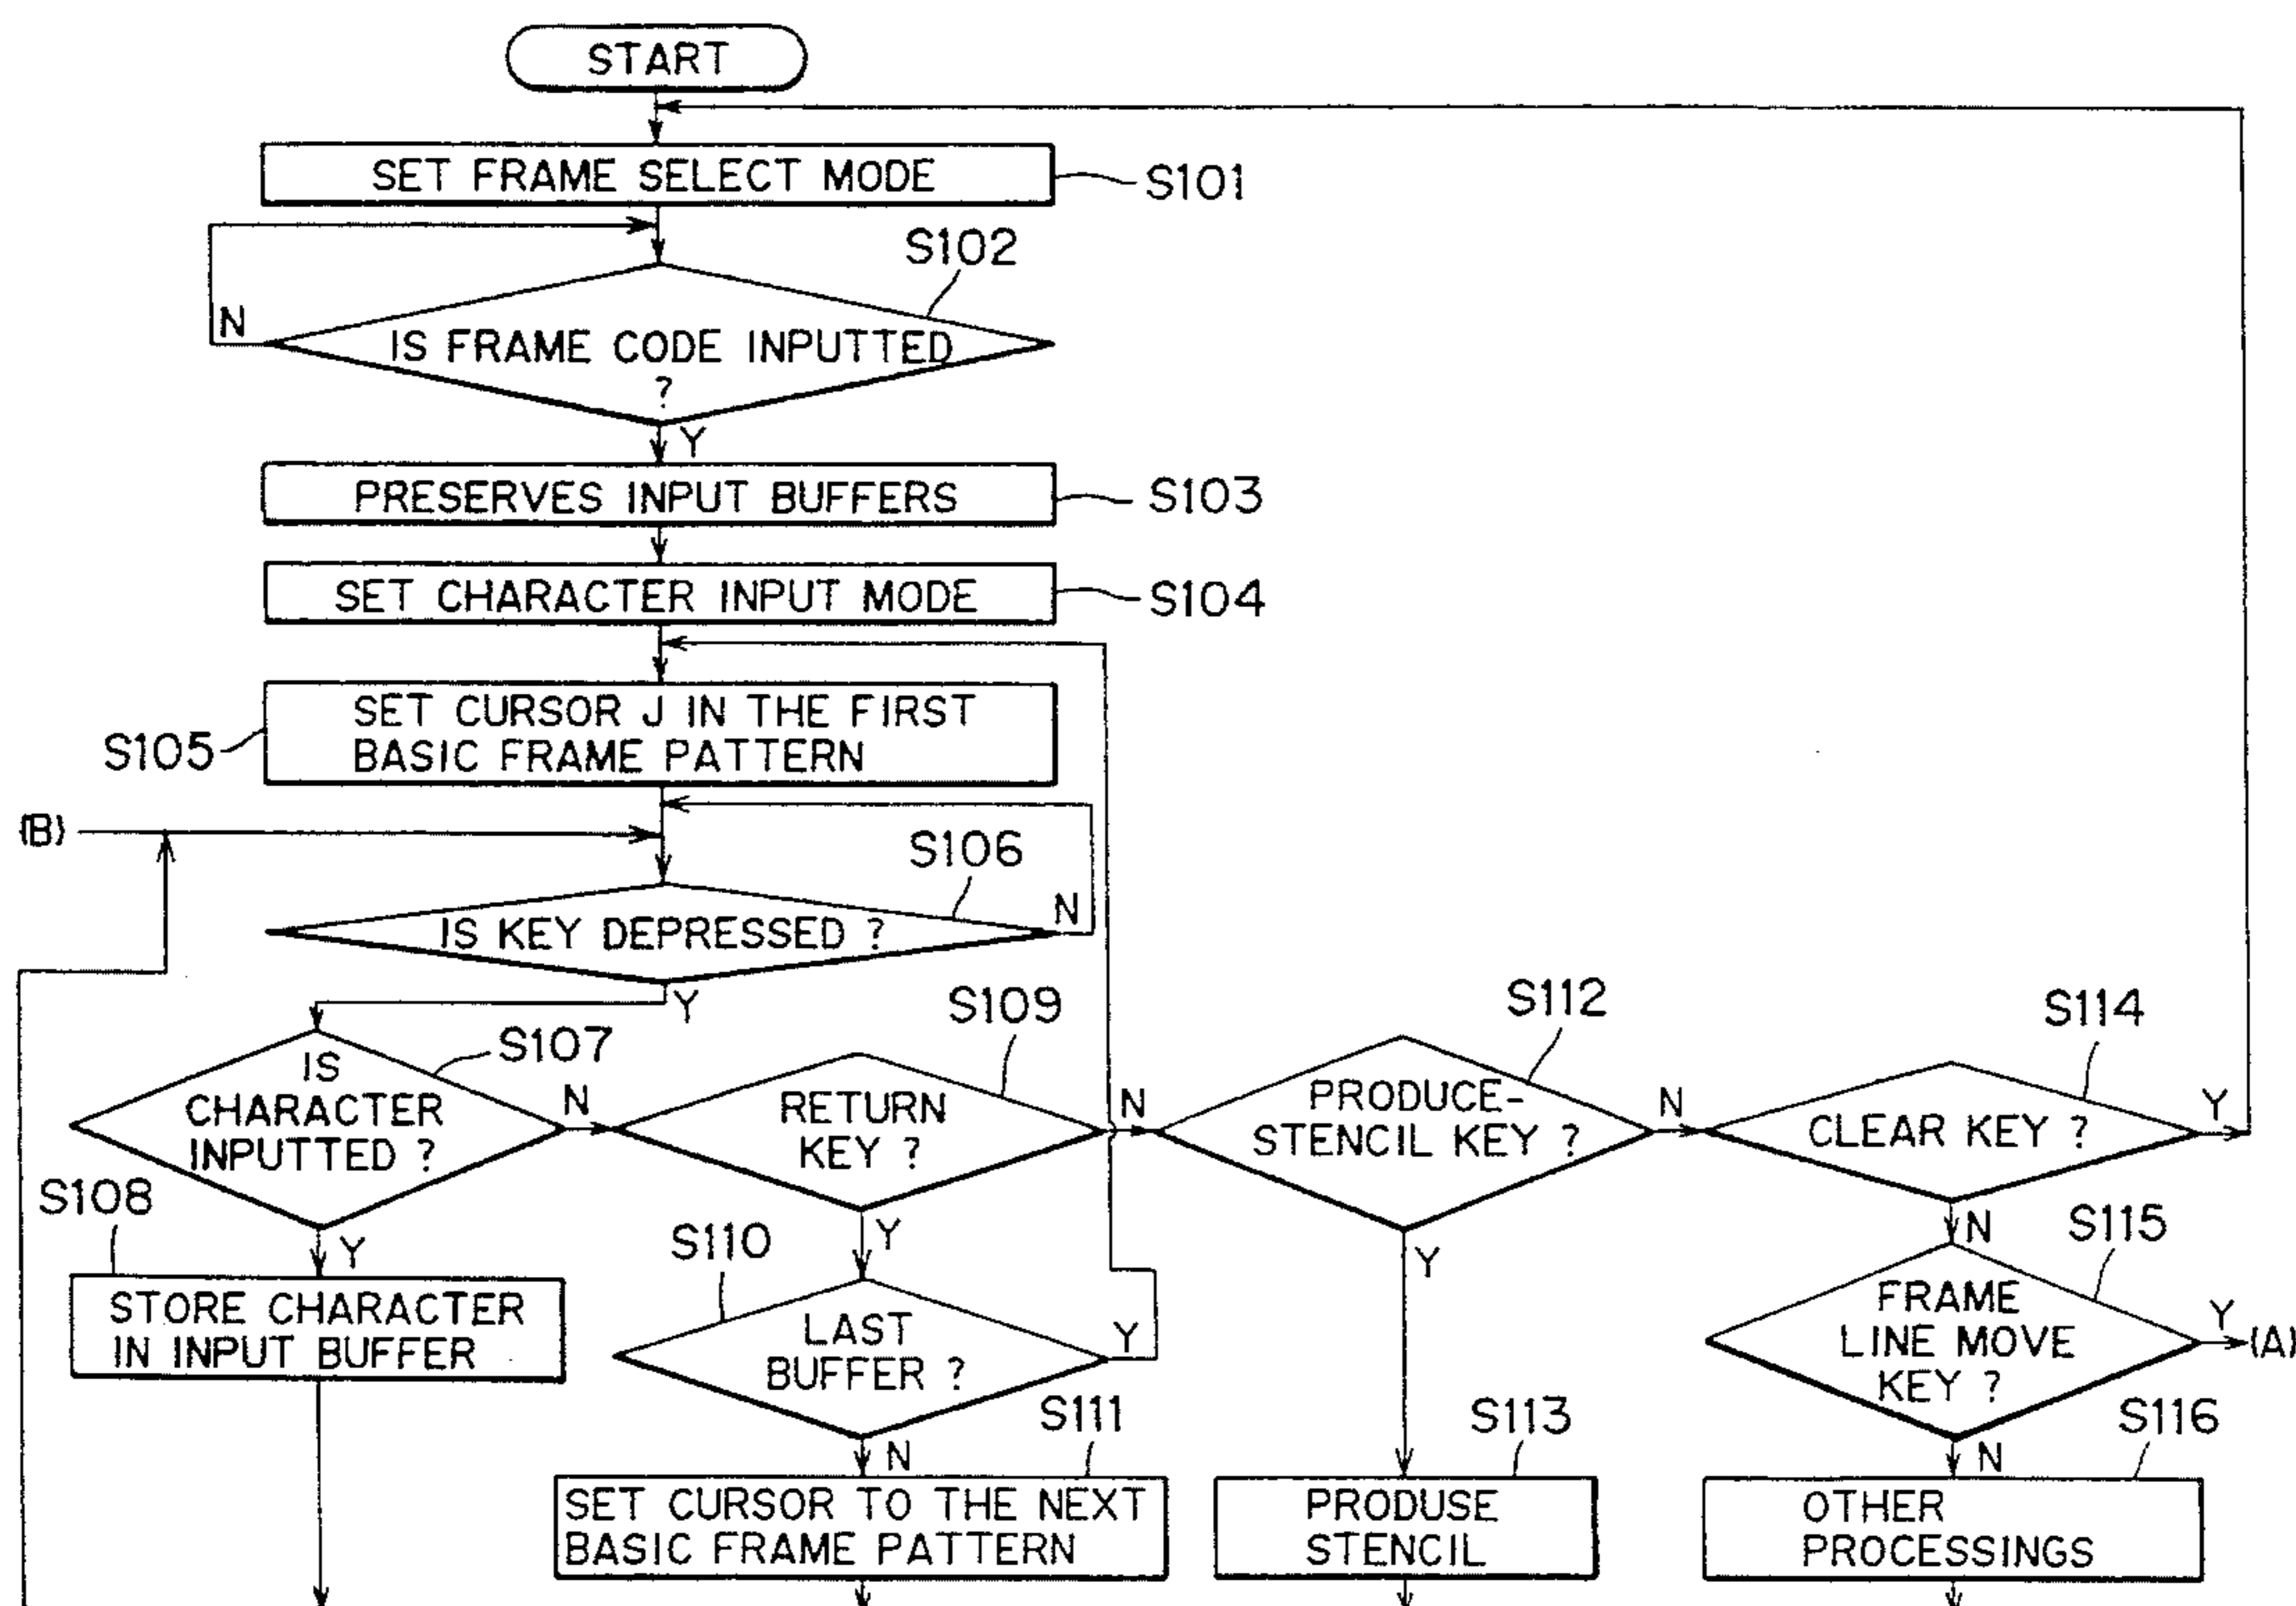 START
SET FRAME SELECT MODE
S101
S102
N
IS FRAME CODE INPUTTED
?
Y
PRESERVES INPUT BUFFERS
S103
SET CHARACTER INPUT MODE
S104
SET CURSOR J IN THE FIRST
BASIC FRAME PATTERN
S105
(B)
S106
IS KEY DEPRESSED ?
N
Y
S107
IS
CHARACTER
INPUTTED ?
N
Y
S108
STORE CHARACTER
IN INPUT BUFFER
S109
RETURN
KEY ?
N
Y
S110
LAST
BUFFER ?
Y
N
S111
SET CURSOR TO THE NEXT
BASIC FRAME PATTERN
S112
PRODUCE-
STENCIL KEY ?
N
Y
S113
PRODUSE
STENCIL
S114
CLEAR KEY ?
Y
N
S115
FRAME
LINE MOVE
KEY ?
Y
(A)
N
S116
OTHER
PROCESSINGS